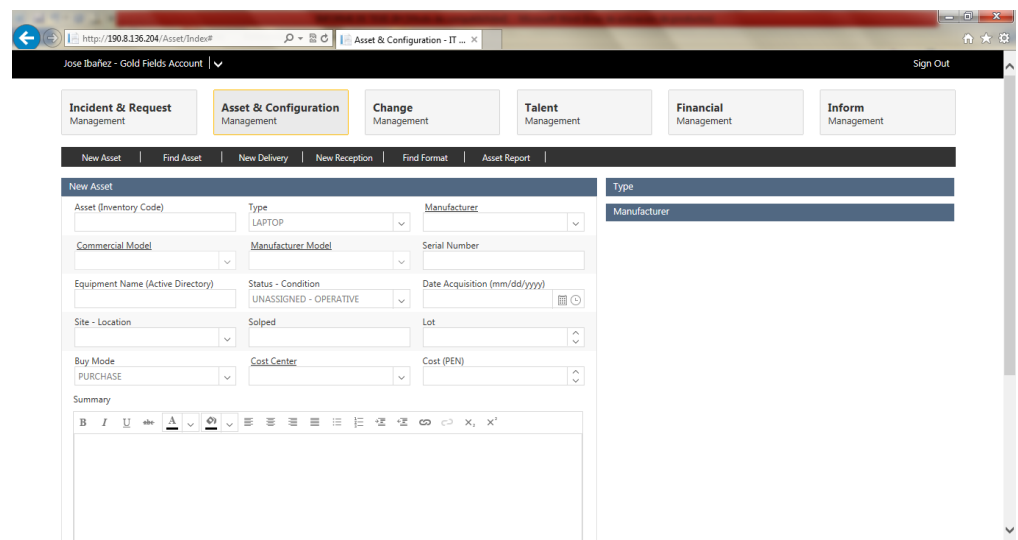 http://190.8.136.204/Asset/Index#
Asset & Configuration - IT ...
Jose Ibañez - Gold Fields Account
Sign Out
Incident & Request
Management
Asset & Configuration
Management
Change
Management
Talent
Management
Financial
Management
Inform
Management
New Asset | Find Asset | New Delivery | New Reception | Find Format | Asset Report |
New Asset
Type
Manufacturer
Asset (Inventory Code) Type Manufacturer
LAPTOP
Commercial Model Manufacturer Model Serial Number
Equipment Name (Active Directory) Status - Condition Date Acquisition (mm/dd/yyyy)
UNASSIGNED - OPERATIVE
Site - Location Solped Lot
Buy Mode Cost Center Cost (PEN)
PURCHASE
Summary
B I U abc A X₂ X²